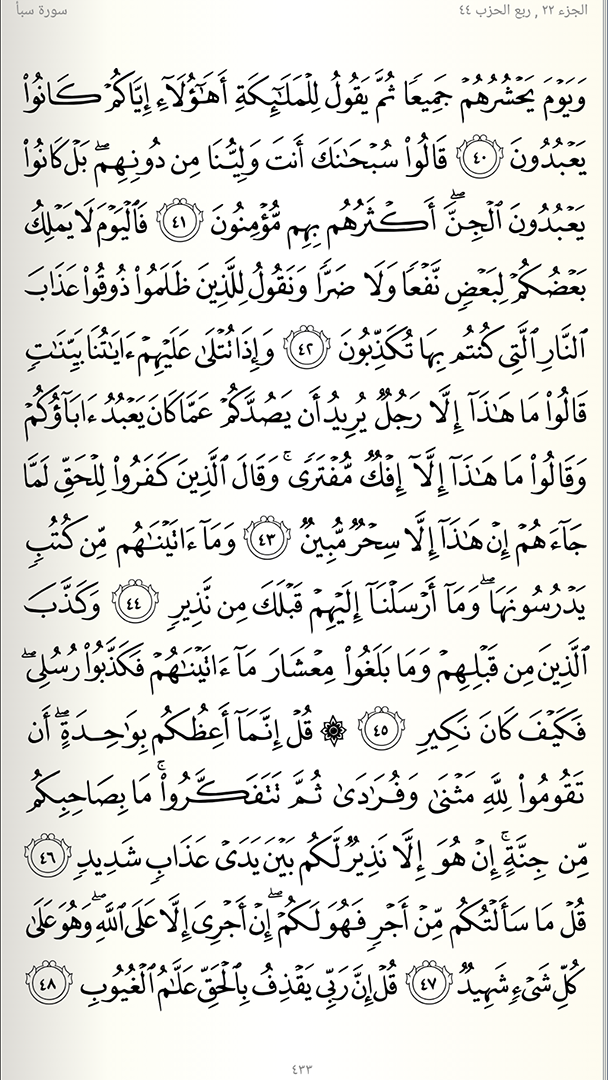 الجزء ٢٢ , ربع الحزب ٤٤
سورة سبأ
وَيَوْمَ يَحْشُرُهُمْ جَمِيعًا ثُمَّ يَقُولُ لِلْمَلَٰٓئِكَةِ أَهَٰٓؤُلَآءِ إِيَّاكُمْ كَانُوا۟
يَعْبُدُونَ ٤٠ قَالُوا۟ سُبْحَٰنَكَ أَنتَ وَلِيُّنَا مِن دُونِهِم ۖ بَلْ كَانُوا۟
يَعْبُدُونَ ٱلْجِنَّ ۖ أَكْثَرُهُم بِهِم مُّؤْمِنُونَ ٤١ فَٱلْيَوْمَ لَا يَمْلِكُ
بَعْضُكُمْ لِبَعْضٍ نَّفْعًا وَلَا ضَرًّا وَنَقُولُ لِلَّذِينَ ظَلَمُوا۟ ذُوقُوا۟ عَذَابَ
ٱلنَّارِ ٱلَّتِى كُنتُم بِهَا تُكَذِّبُونَ ٤٢ وَإِذَا تُتْلَىٰ عَلَيْهِمْ ءَايَٰتُنَا بَيِّنَٰتٍ
قَالُوا۟ مَا هَٰذَآ إِلَّا رَجُلٌ يُرِيدُ أَن يَصُدَّكُمْ عَمَّا كَانَ يَعْبُدُ ءَابَآؤُكُمْ
وَقَالُوا۟ مَا هَٰذَآ إِلَّآ إِفْكٌ مُّفْتَرًى ۚ وَقَالَ ٱلَّذِينَ كَفَرُوا۟ لِلْحَقِّ لَمَّا
جَآءَهُمْ إِنْ هَٰذَآ إِلَّا سِحْرٌ مُّبِينٌ ٤٣ وَمَآ ءَاتَيْنَٰهُم مِّن كُتُبٍ
يَدْرُسُونَهَا ۖ وَمَآ أَرْسَلْنَآ إِلَيْهِمْ قَبْلَكَ مِن نَّذِيرٍ ٤٤ وَكَذَّبَ
ٱلَّذِينَ مِن قَبْلِهِمْ وَمَا بَلَغُوا۟ مِعْشَارَ مَآ ءَاتَيْنَٰهُمْ فَكَذَّبُوا۟ رُسُلِى ۖ
فَكَيْفَ كَانَ نَكِيرِ ٤٥ ۞ قُلْ إِنَّمَآ أَعِظُكُم بِوَٰحِدَةٍ ۖ أَن
تَقُومُوا۟ لِلَّهِ مَثْنَىٰ وَفُرَٰدَىٰ ثُمَّ تَتَفَكَّرُوا۟ ۚ مَا بِصَاحِبِكُم
مِّن جِنَّةٍ ۚ إِنْ هُوَ إِلَّا نَذِيرٌ لَّكُم بَيْنَ يَدَىْ عَذَابٍ شَدِيدٍ ٤٦
قُلْ مَا سَأَلْتُكُم مِّنْ أَجْرٍ فَهُوَ لَكُمْ ۖ إِنْ أَجْرِىَ إِلَّا عَلَى ٱللَّهِ ۖ وَهُوَ عَلَىٰ
كُلِّ شَىْءٍ شَهِيدٌ ٤٧ قُلْ إِنَّ رَبِّى يَقْذِفُ بِٱلْحَقِّ عَلَّٰمُ ٱلْغُيُوبِ ٤٨
٤٣٣